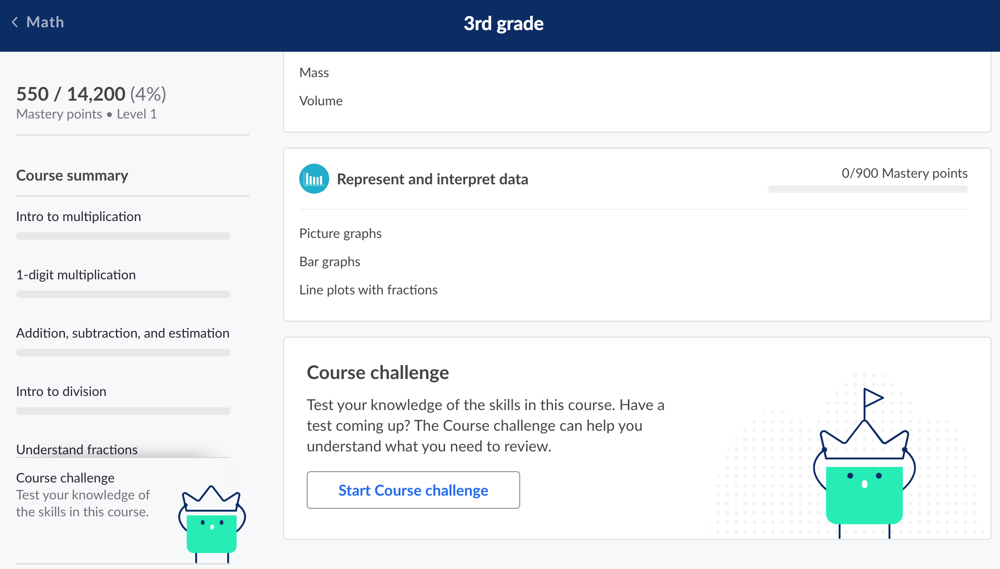 Math
3rd grade
550 / 14,200 (4%)
Mastery points • Level 1
Course summary
Intro to multiplication
1-digit multiplication
Addition, subtraction, and estimation
Intro to division
Understand fractions
Course challenge
Test your knowledge of
the skills in this course.
Mass
Volume
Represent and interpret data
0/900 Mastery points
Picture graphs
Bar graphs
Line plots with fractions
Course challenge
Test your knowledge of the skills in this course. Have a
test coming up? The Course challenge can help you
understand what you need to review.
Start Course challenge